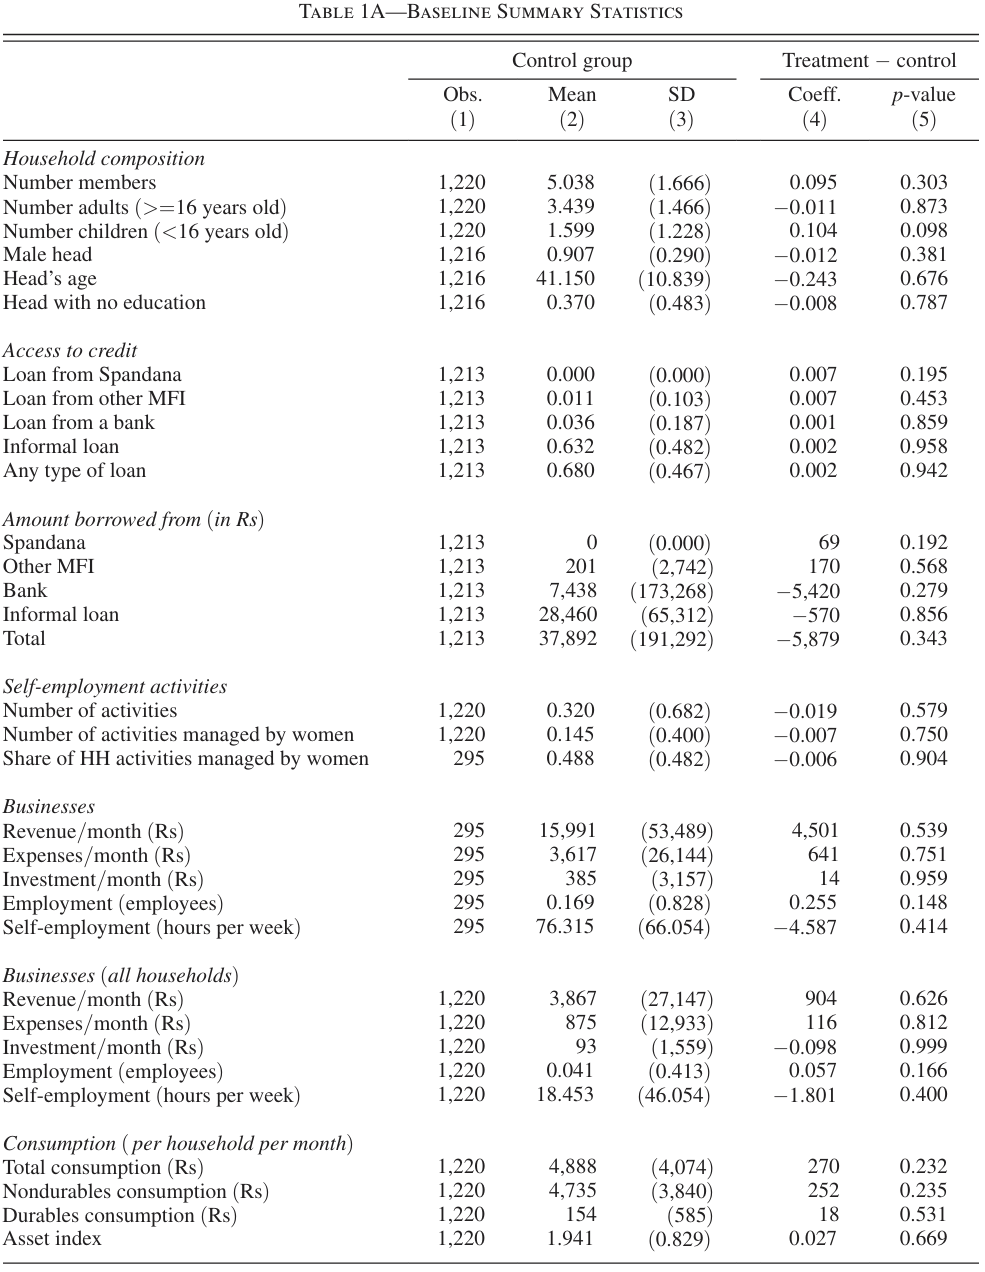 TABLE 1A—BASELINE SUMMARY STATISTICS
Control group Treatment − control
Obs. Mean SD Coeff. p-value
(1) (2) (3) (4) (5)
Household composition
Number members 1,220 5.038 (1.666) 0.095 0.303
Number adults (>=16 years old) 1,220 3.439 (1.466) −0.011 0.873
Number children (<16 years old) 1,220 1.599 (1.228) 0.104 0.098
Male head 1,216 0.907 (0.290) −0.012 0.381
Head's age 1,216 41.150 (10.839) −0.243 0.676
Head with no education 1,216 0.370 (0.483) −0.008 0.787
Access to credit
Loan from Spandana 1,213 0.000 (0.000) 0.007 0.195
Loan from other MFI 1,213 0.011 (0.103) 0.007 0.453
Loan from a bank 1,213 0.036 (0.187) 0.001 0.859
Informal loan 1,213 0.632 (0.482) 0.002 0.958
Any type of loan 1,213 0.680 (0.467) 0.002 0.942
Amount borrowed from (in Rs)
Spandana 1,213 0 (0.000) 69 0.192
Other MFI 1,213 201 (2,742) 170 0.568
Bank 1,213 7,438 (173,268) −5,420 0.279
Informal loan 1,213 28,460 (65,312) −570 0.856
Total 1,213 37,892 (191,292) −5,879 0.343
Self-employment activities
Number of activities 1,220 0.320 (0.682) −0.019 0.579
Number of activities managed by women 1,220 0.145 (0.400) −0.007 0.750
Share of HH activities managed by women 295 0.488 (0.482) −0.006 0.904
Businesses
Revenue/month (Rs) 295 15,991 (53,489) 4,501 0.539
Expenses/month (Rs) 295 3,617 (26,144) 641 0.751
Investment/month (Rs) 295 385 (3,157) 14 0.959
Employment (employees) 295 0.169 (0.828) 0.255 0.148
Self-employment (hours per week) 295 76.315 (66.054) −4.587 0.414
Businesses (all households)
Revenue/month (Rs) 1,220 3,867 (27,147) 904 0.626
Expenses/month (Rs) 1,220 875 (12,933) 116 0.812
Investment/month (Rs) 1,220 93 (1,559) −0.098 0.999
Employment (employees) 1,220 0.041 (0.413) 0.057 0.166
Self-employment (hours per week) 1,220 18.453 (46.054) −1.801 0.400
Consumption (per household per month)
Total consumption (Rs) 1,220 4,888 (4,074) 270 0.232
Nondurables consumption (Rs) 1,220 4,735 (3,840) 252 0.235
Durables consumption (Rs) 1,220 154 (585) 18 0.531
Asset index 1,220 1.941 (0.829) 0.027 0.669